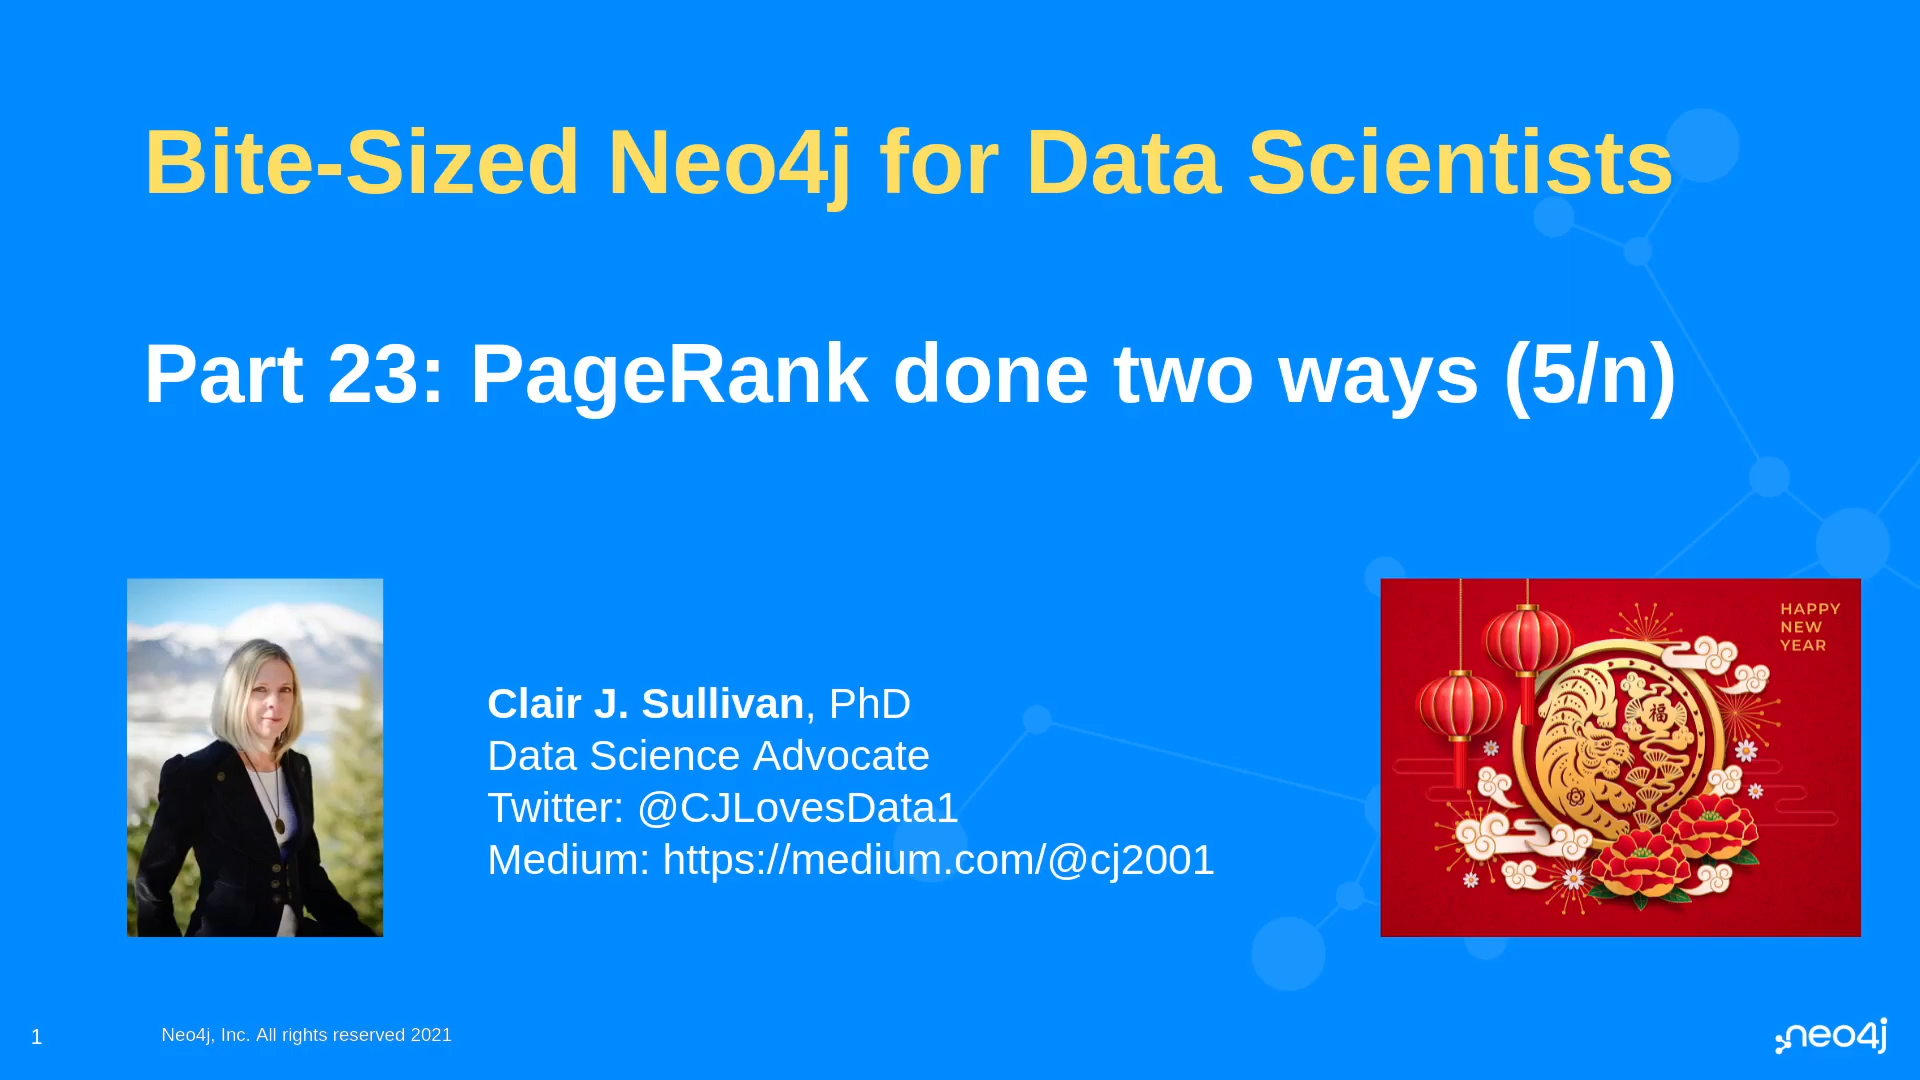 Bite-Sized Neo4j for Data Scientists
Part 23: PageRank done two ways (5/n)
HAPPY
NEW
YEAR
福
Clair J. Sullivan, PhD
Data Science Advocate
Twitter: @CJLovesData1
Medium: https://medium.com/@cj2001
1
Neo4j, Inc. All rights reserved 2021
neo4j